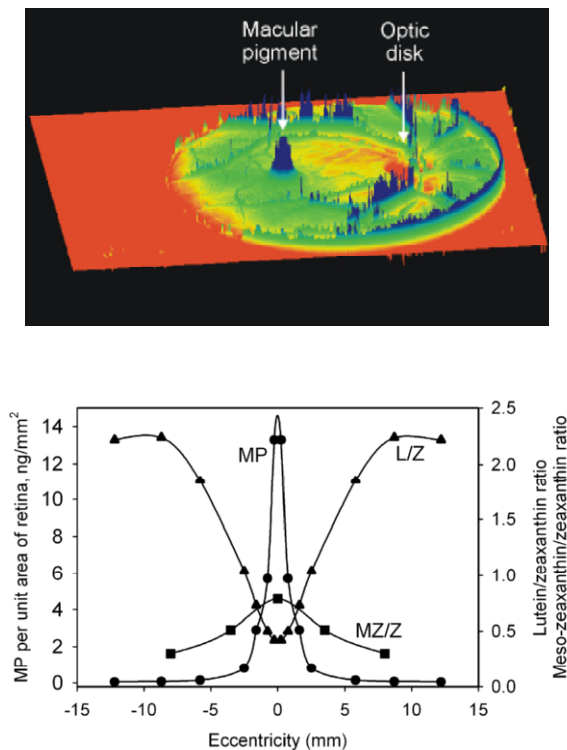 Macular
pigment
Optic
disk
14
12
10
8
6
4
2
0
MP per unit area of retina, ng/mm²
2.5
2.0
1.5
1.0
0.5
0.0
Lutein/zeaxanthin ratio
Meso-zeaxanthin/zeaxanthin ratio
MP
L/Z
MZ/Z
-15
-10
-5
0
5
10
15
Eccentricity (mm)